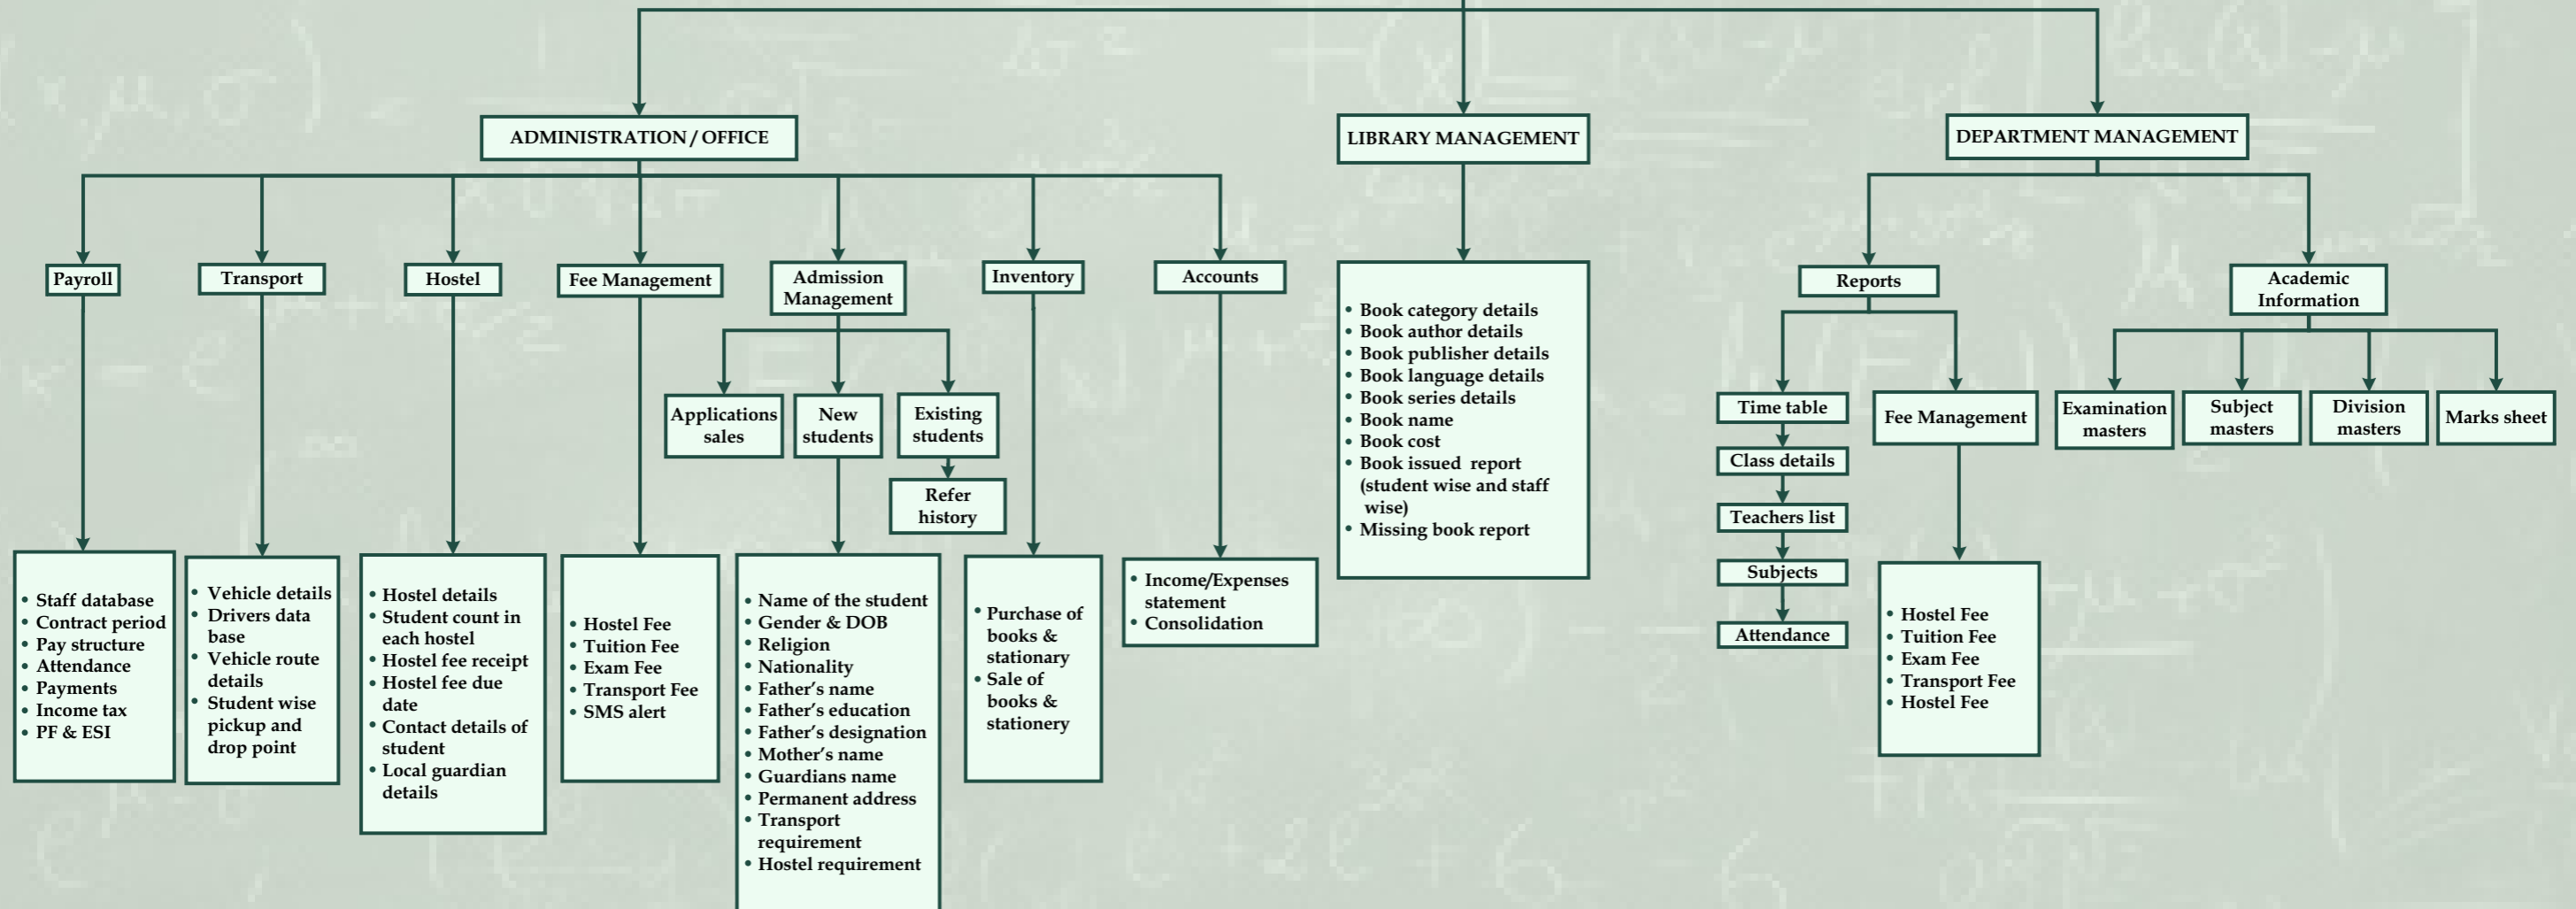 ADMINISTRATION / OFFICE
LIBRARY MANAGEMENT
DEPARTMENT MANAGEMENT
Payroll
Transport
Hostel
Fee Management
Admission
Management
Inventory
Accounts
Reports
Academic
Information
Applications
sales
New
students
Existing
students
Refer
history
• Staff database
• Contract period
• Pay structure
• Attendance
• Payments
• Income tax
• PF & ESI
• Vehicle details
• Drivers data
base
• Vehicle route
details
• Student wise
pickup and
drop point
• Hostel details
• Student count in
each hostel
• Hostel fee receipt
• Hostel fee due
date
• Contact details of
student
• Local guardian
details
• Hostel Fee
• Tuition Fee
• Exam Fee
• Transport Fee
• SMS alert
• Name of the student
• Gender & DOB
• Religion
• Nationality
• Father's name
• Father's education
• Father's designation
• Mother's name
• Guardians name
• Permanent address
• Transport
requirement
• Hostel requirement
• Purchase of
books &
stationary
• Sale of
books &
stationery
• Income/Expenses
statement
• Consolidation
• Book category details
• Book author details
• Book publisher details
• Book language details
• Book series details
• Book name
• Book cost
• Book issued report
(student wise and staff
wise)
• Missing book report
Time table
Class details
Teachers list
Subjects
Attendance
Fee Management
• Hostel Fee
• Tuition Fee
• Exam Fee
• Transport Fee
• Hostel Fee
Examination
masters
Subject
masters
Division
masters
Marks sheet